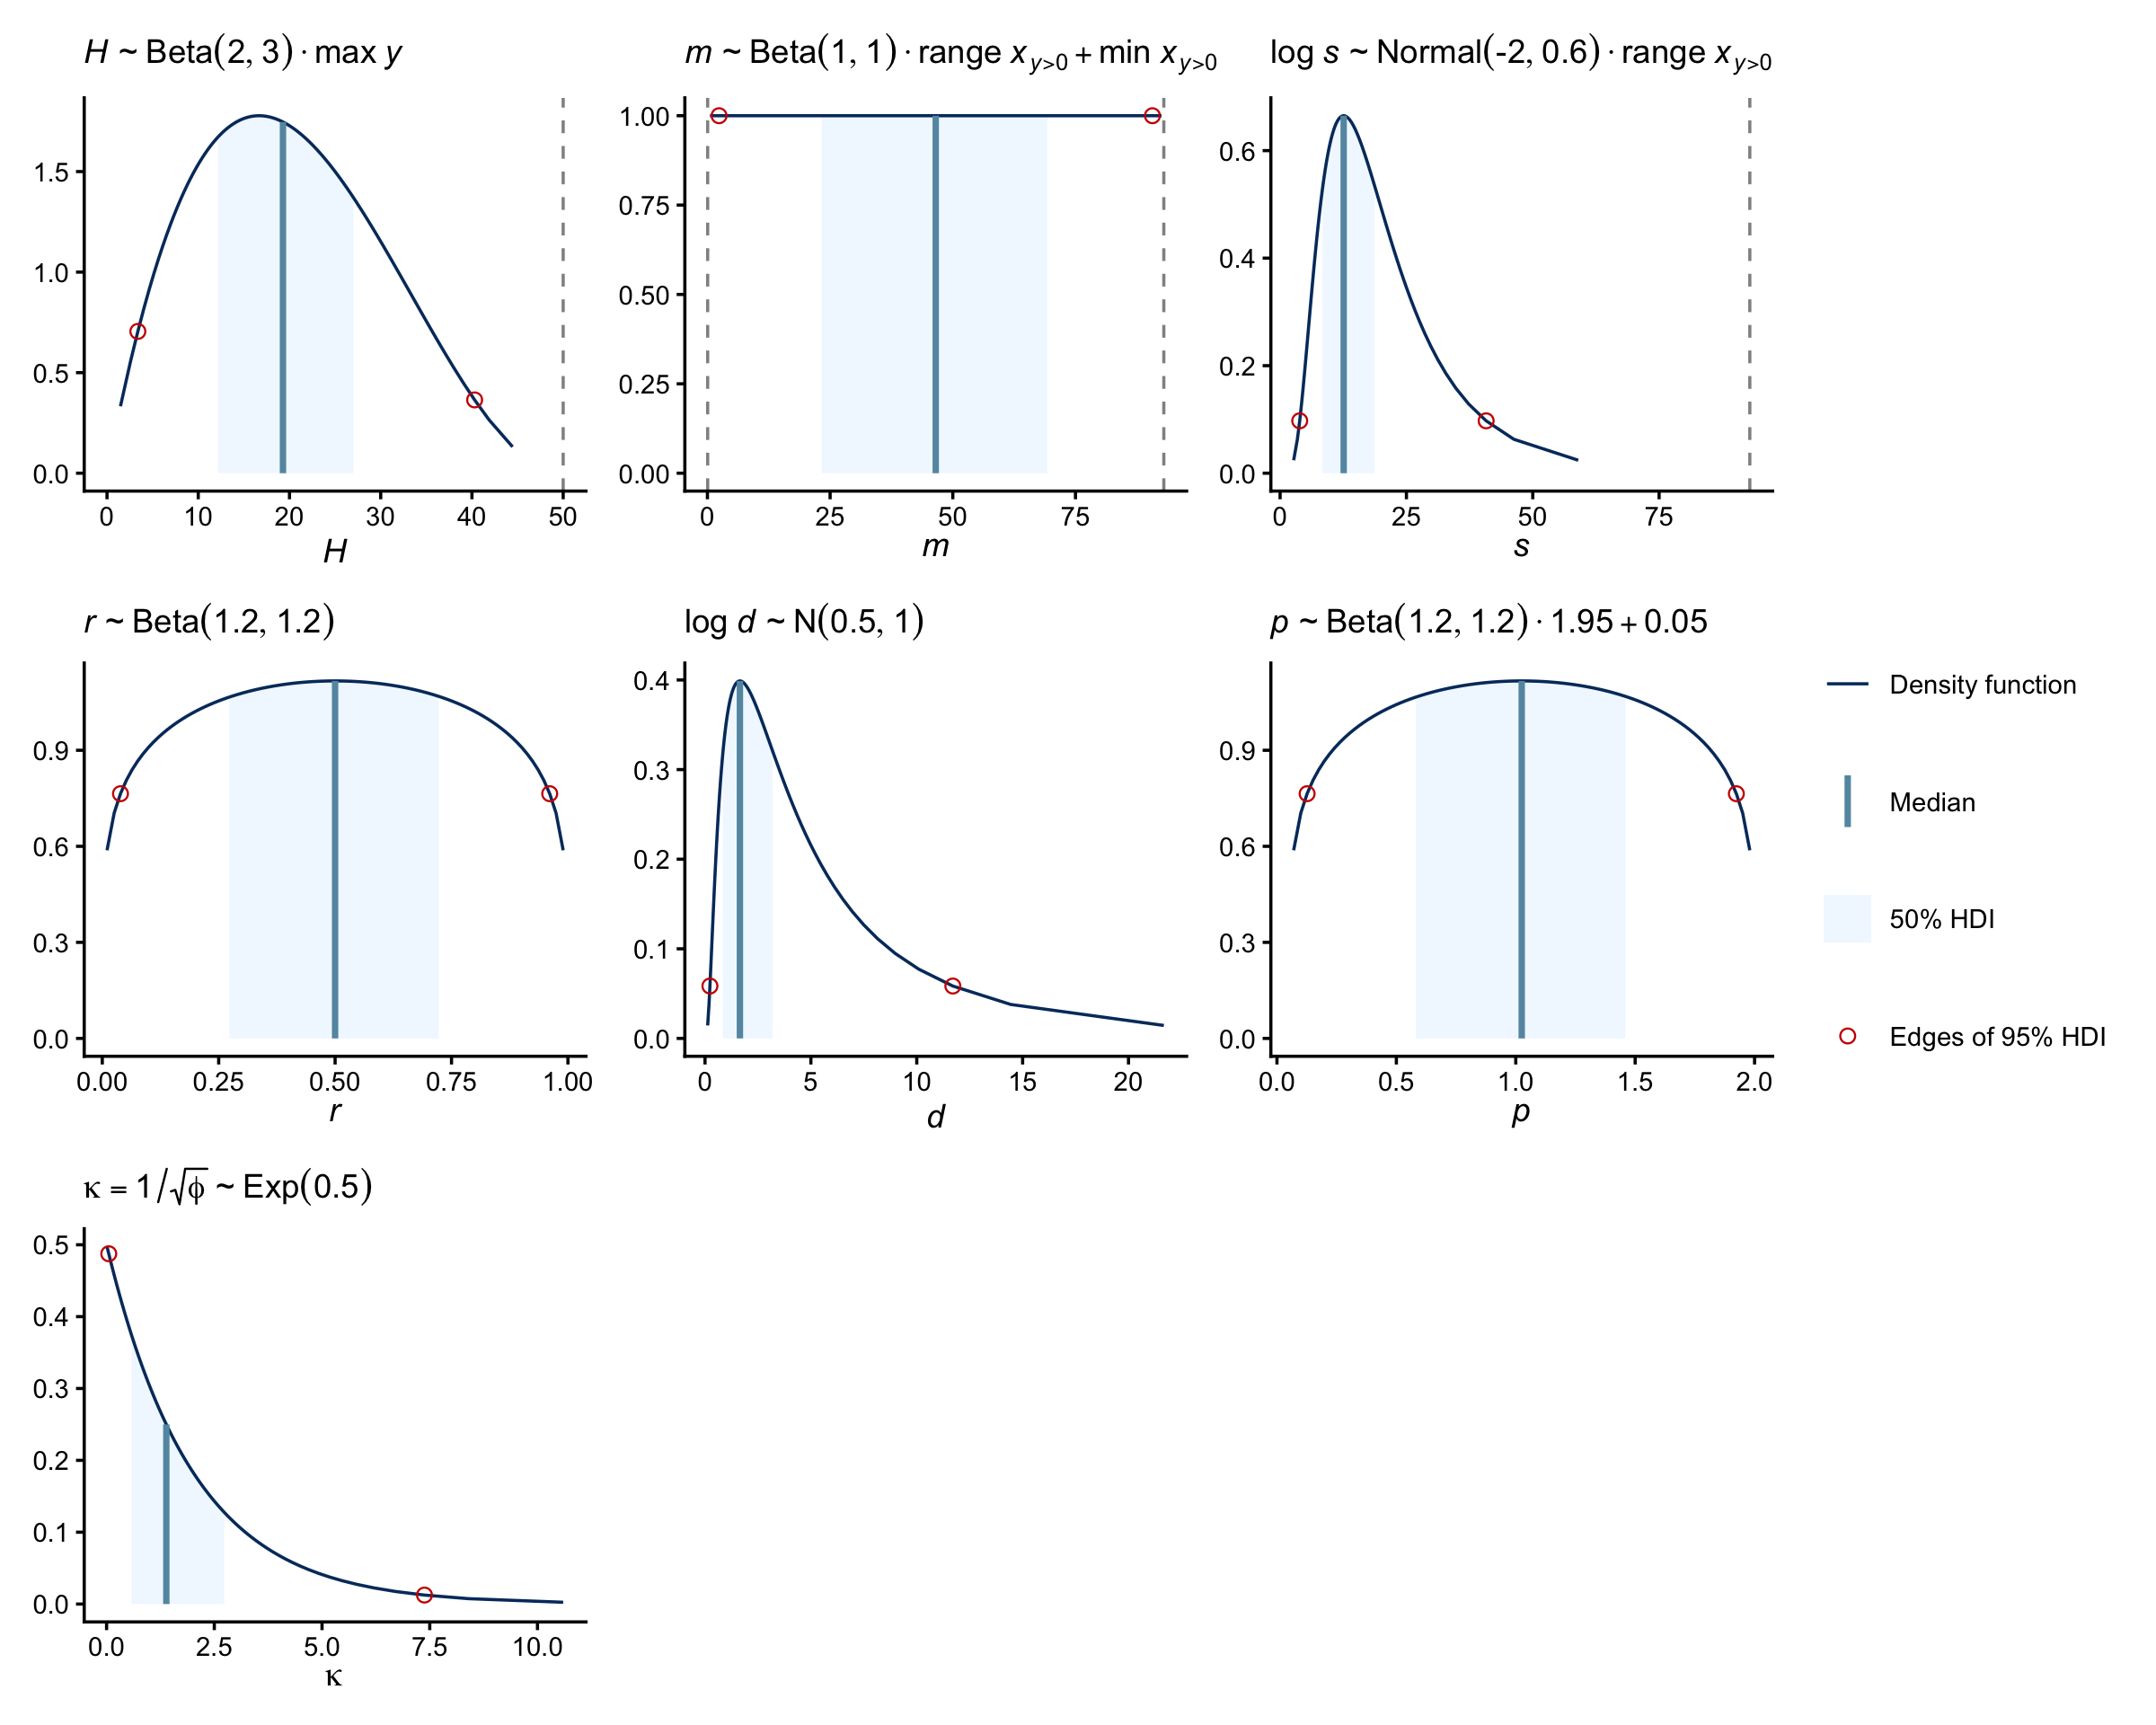 H ~ Beta(2, 3) · max y
1.5
1.0
0.5
0.0
0 10 20 30 40 50
H
m ~ Beta(1, 1) · range x_{y>0} + min x_{y>0}
1.00
0.75
0.50
0.25
0.00
0 25 50 75
m
log s ~ Normal(-2, 0.6) · range x_{y>0}
0.6
0.4
0.2
0.0
0 25 50 75
s
r ~ Beta(1.2, 1.2)
0.9
0.6
0.3
0.0
0.00 0.25 0.50 0.75 1.00
r
log d ~ N(0.5, 1)
0.4
0.3
0.2
0.1
0.0
0 5 10 15 20
d
p ~ Beta(1.2, 1.2) · 1.95 + 0.05
0.9
0.6
0.3
0.0
0.0 0.5 1.0 1.5 2.0
p
Density function
Median
50% HDI
Edges of 95% HDI
κ = 1/√ϕ ~ Exp(0.5)
0.5
0.4
0.3
0.2
0.1
0.0
0.0 2.5 5.0 7.5 10.0
κ